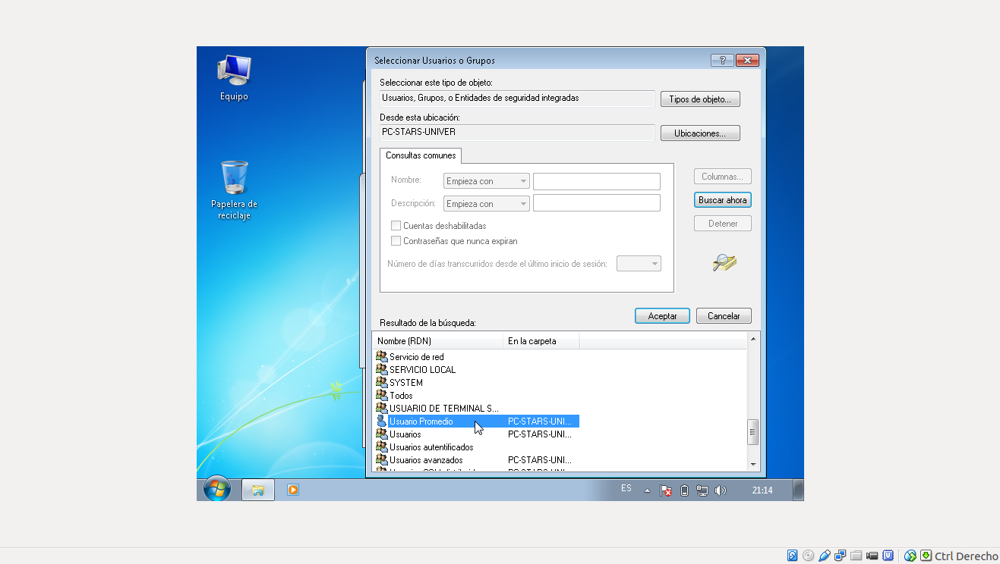 Equipo
Papelera de
reciclaje
Seleccionar Usuarios o Grupos
Seleccionar este tipo de objeto:
Usuarios, Grupos, o Entidades de seguridad integradas
Tipos de objeto...
Desde esta ubicación:
PC-STARS-UNIVER
Ubicaciones...
Consultas comunes
Nombre:
Empieza con
Columnas...
Descripción:
Empieza con
Buscar ahora
Cuentas deshabilitadas
Detener
Contraseñas que nunca expiran
Número de días transcurridos desde el último inicio de sesión:
Aceptar
Cancelar
Resultado de la búsqueda:
Nombre (RDN) En la carpeta
Servicio de red
SERVICIO LOCAL
SYSTEM
Todos
USUARIO DE TERMINAL S...
Usuario Promedio PC-STARS-UNI...
Usuarios PC-STARS-UNI...
Usuarios autentificados
Usuarios avanzados PC-STARS-UNI...
ES
21:14
Ctrl Derecho